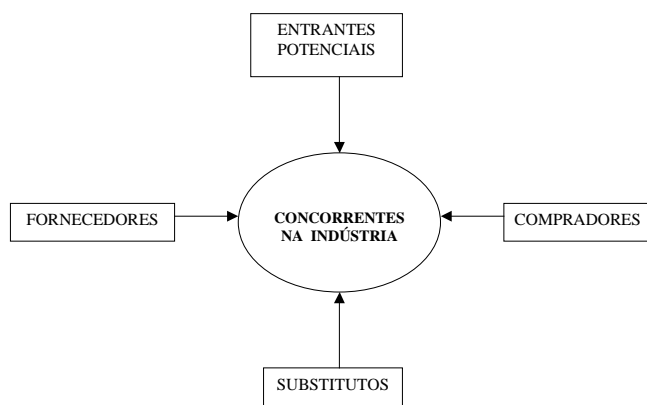 ENTRANTES
POTENCIAIS
FORNECEDORES
CONCORRENTES
NA INDÚSTRIA
COMPRADORES
SUBSTITUTOS